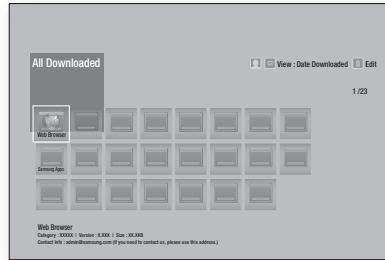 All Downloaded
View : Date Downloaded Edit
1 /23
Web Browser
Samsung Apps
Web Browser
Category : XXXXX I Version : X.XXX I Size : XX.XKB
Contact Info : admin@samsung.com (If you need to contact us, please use this address.)